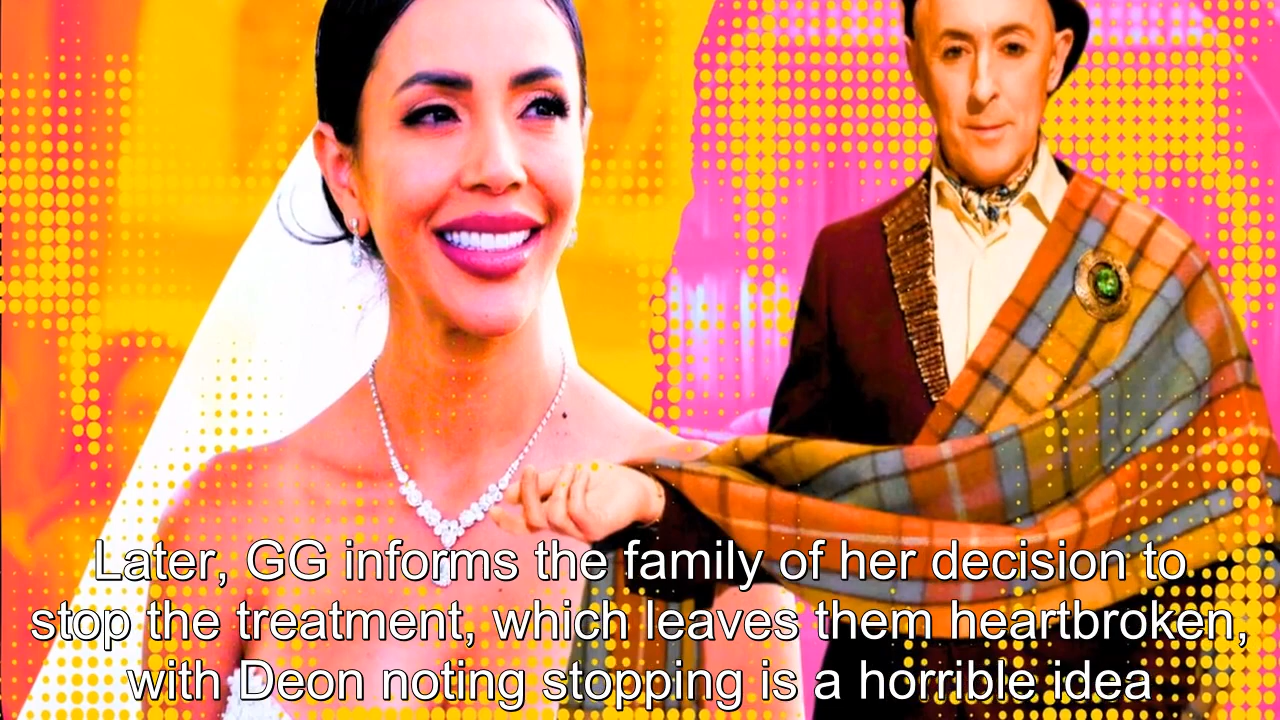 Later, GG informs the family of her decision to
stop the treatment, which leaves them heartbroken,
with Deon noting stopping is a horrible idea